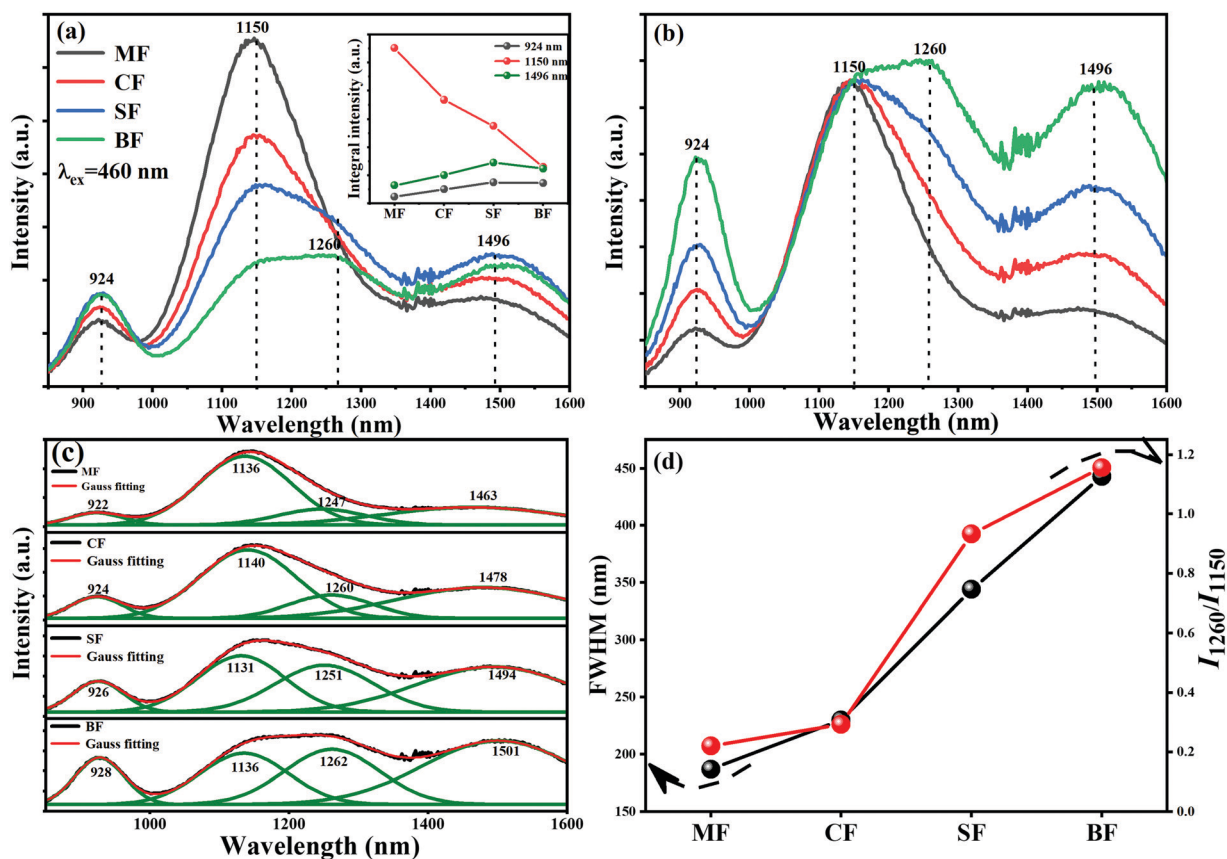 (a)
1150
MF
CF
SF
BF
λex=460 nm
924
1260
1496
Intensity (a.u.)
900 1000 1100 1200 1300 1400 1500 1600
Wavelength (nm)
924 nm
1150 nm
1496 nm
Integral intensity (a.u.)
MF CF SF BF
(b)
924
1150
1260
1496
Intensity (a.u.)
900 1000 1100 1200 1300 1400 1500 1600
Wavelength (nm)
(c)
MF
Gauss fitting
922
1136
1247
1463
CF
Gauss fitting
924
1140
1260
1478
SF
Gauss fitting
926
1131
1251
1494
BF
Gauss fitting
928
1136
1262
1501
Intensity (a.u.)
1000 1200 1400 1600
Wavelength (nm)
(d)
450
400
350
300
250
200
150
FWHM (nm)
1.2
1.0
0.8
0.6
0.4
0.2
0.0
I1260/I1150
MF CF SF BF